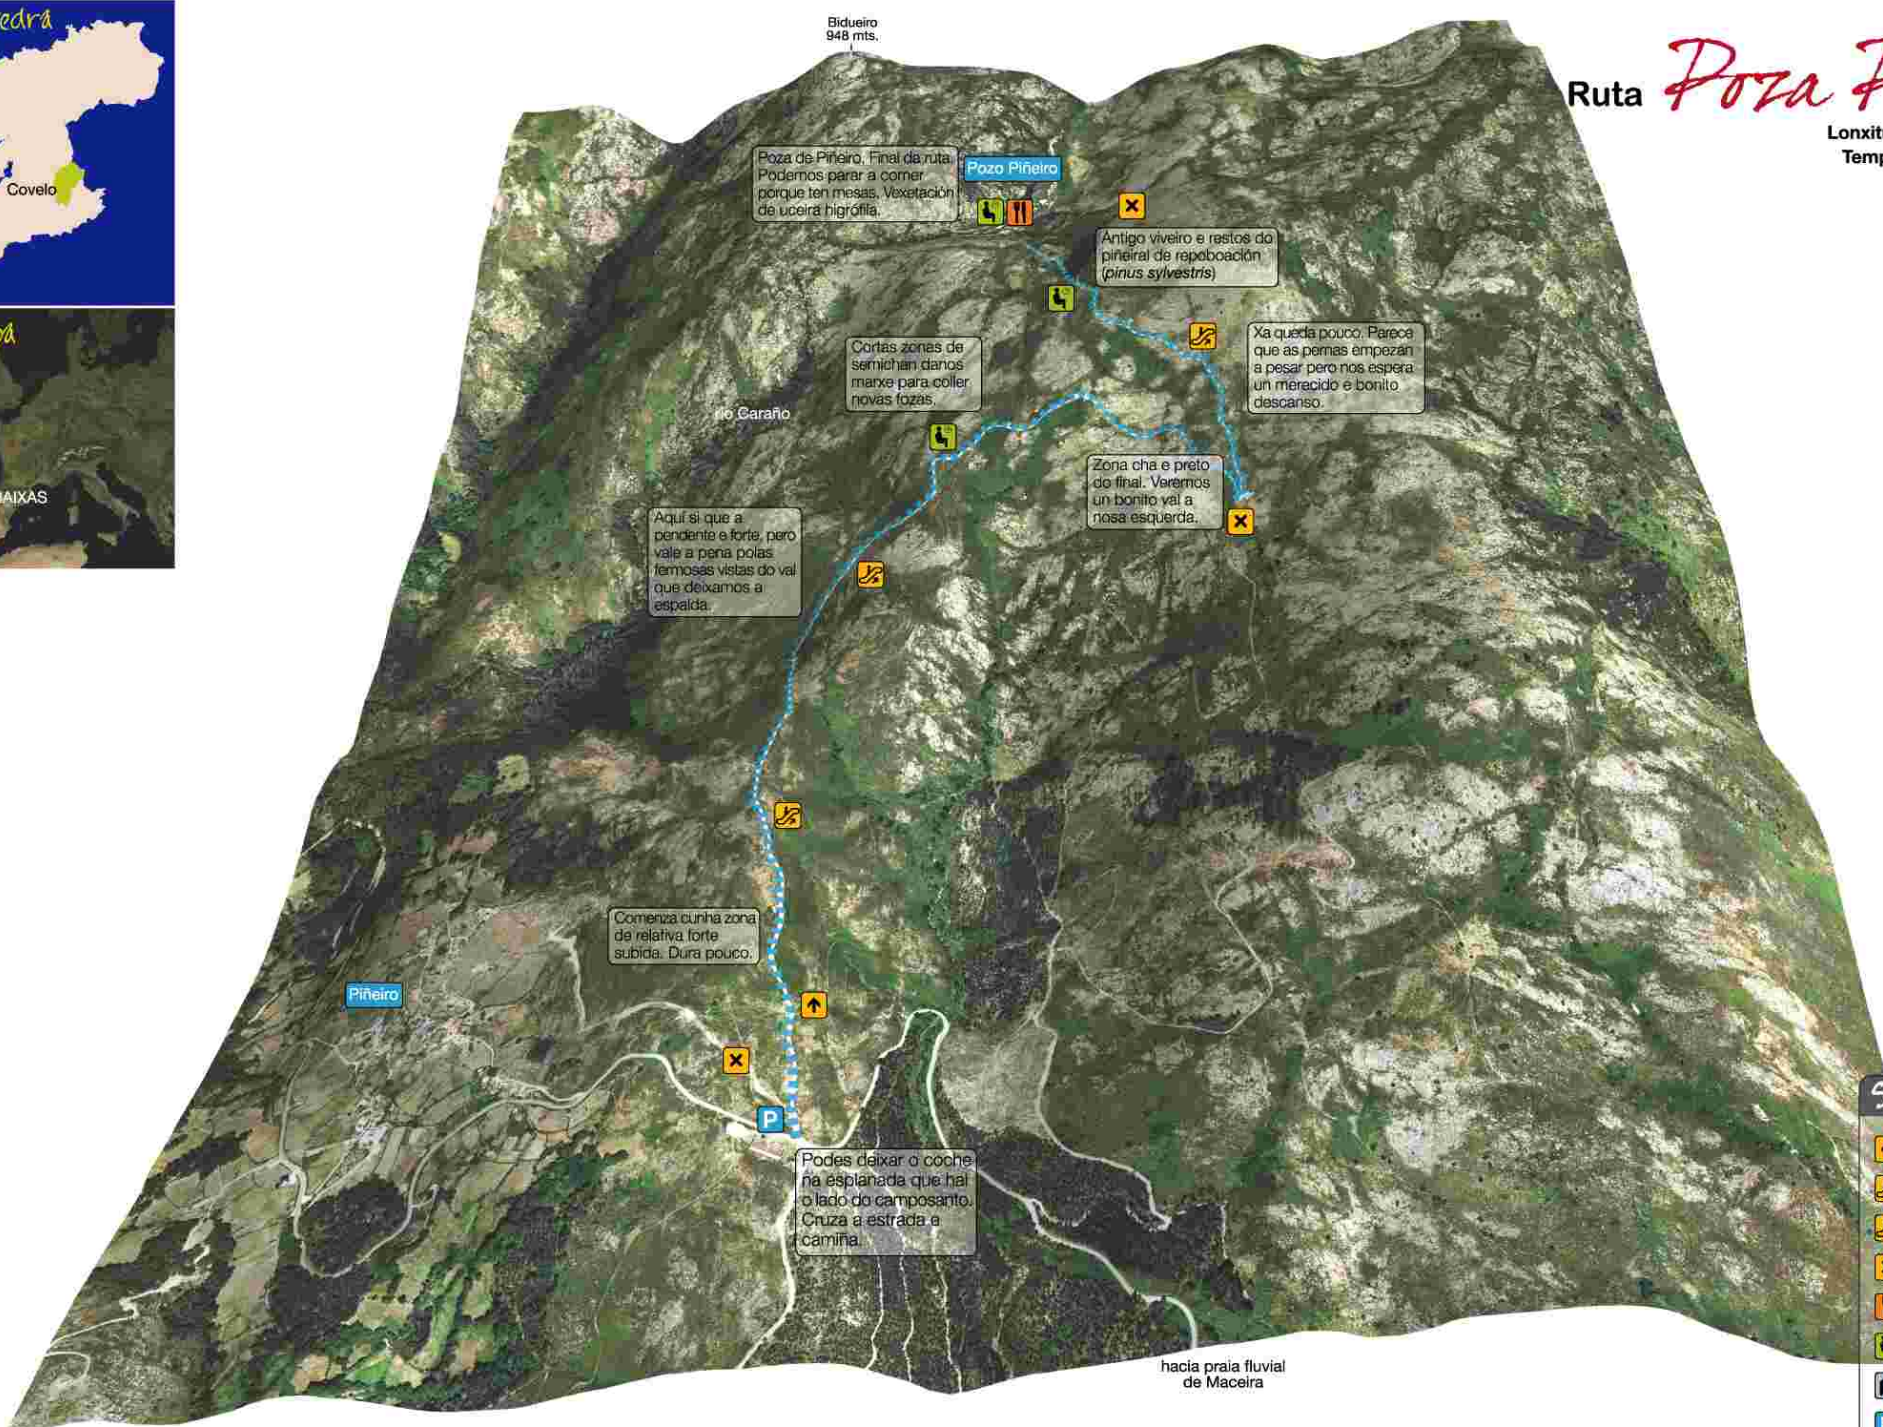 Covelo
Bidueiro
948 mts.
Ruta Poza
Poza de Piñeiro. Final da ruta.
Podemos parar a comer
porque ten mesas. Vexetación
de uceira higrófila.
Pozo Piñeiro
Antigo viveiro e restos do
piñeiral de repoboación
(pinus sylvestris)
Cortas zonas de
semichan danos
marxe para coller
novas fozas.
Xa queda pouco. Parece
que as pernas empezan
a pesar pero nos espera
un merecido e bonito
descanso.
río Caraño
Zona cha e preto
do final. Veremos
un bonito val a
nosa esquerda.
Aquí si que a
pendente e forte, pero
vale a pena polas
fermosas vistas do val
que deixamos a
espalda.
Comenza cunha zona
de relativa forte
subida. Dura pouco.
Piñeiro
P
Podes deixar o coche
na esplanada que hai
o lado do camposanto.
Cruza a estrada e
camiña.
hacia praia fluvial
de Maceira